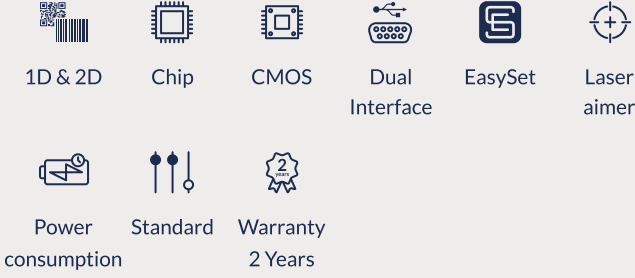 1D & 2D
Chip
CMOS
Dual
Interface
EasySet
Laser
aimer
Power
consumption
Standard
2
years
Warranty
2 Years